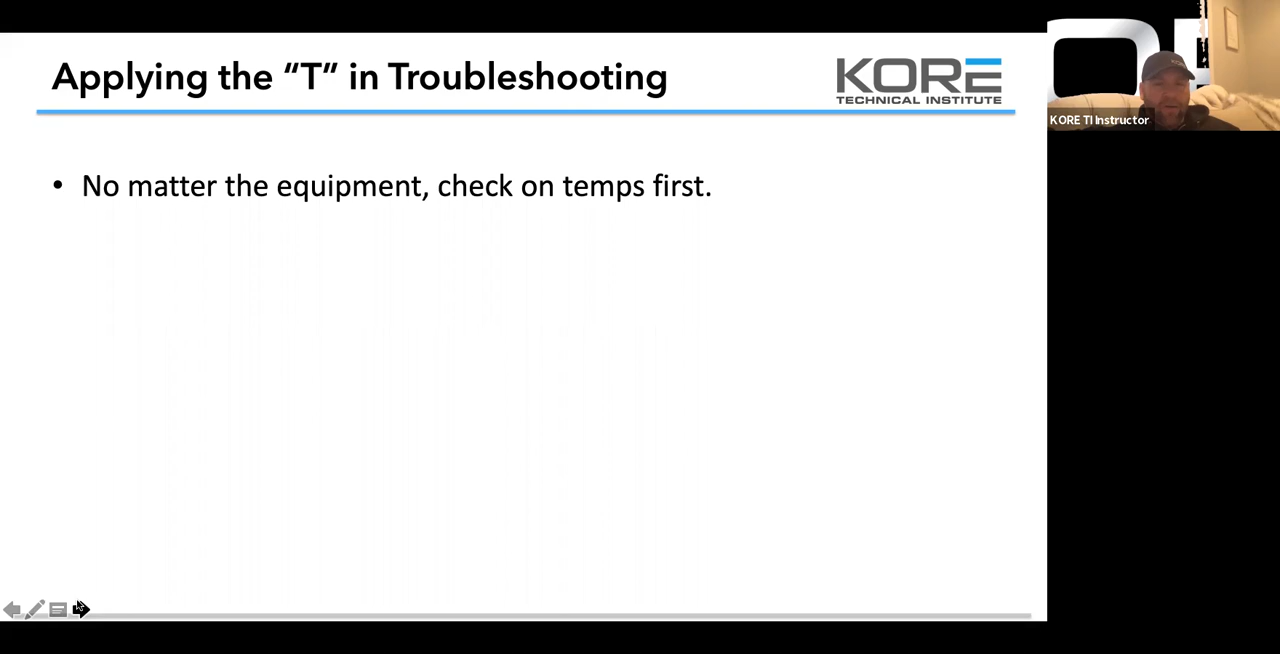 Applying the “T” in Troubleshooting
KORE
TECHNICAL INSTITUTE
• No matter the equipment, check on temps first.
KORE TI Instructor